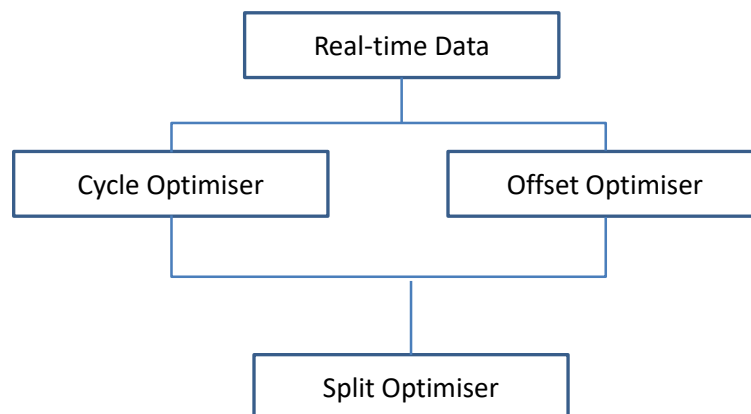 Real-time Data
Cycle Optimiser
Offset Optimiser
Split Optimiser